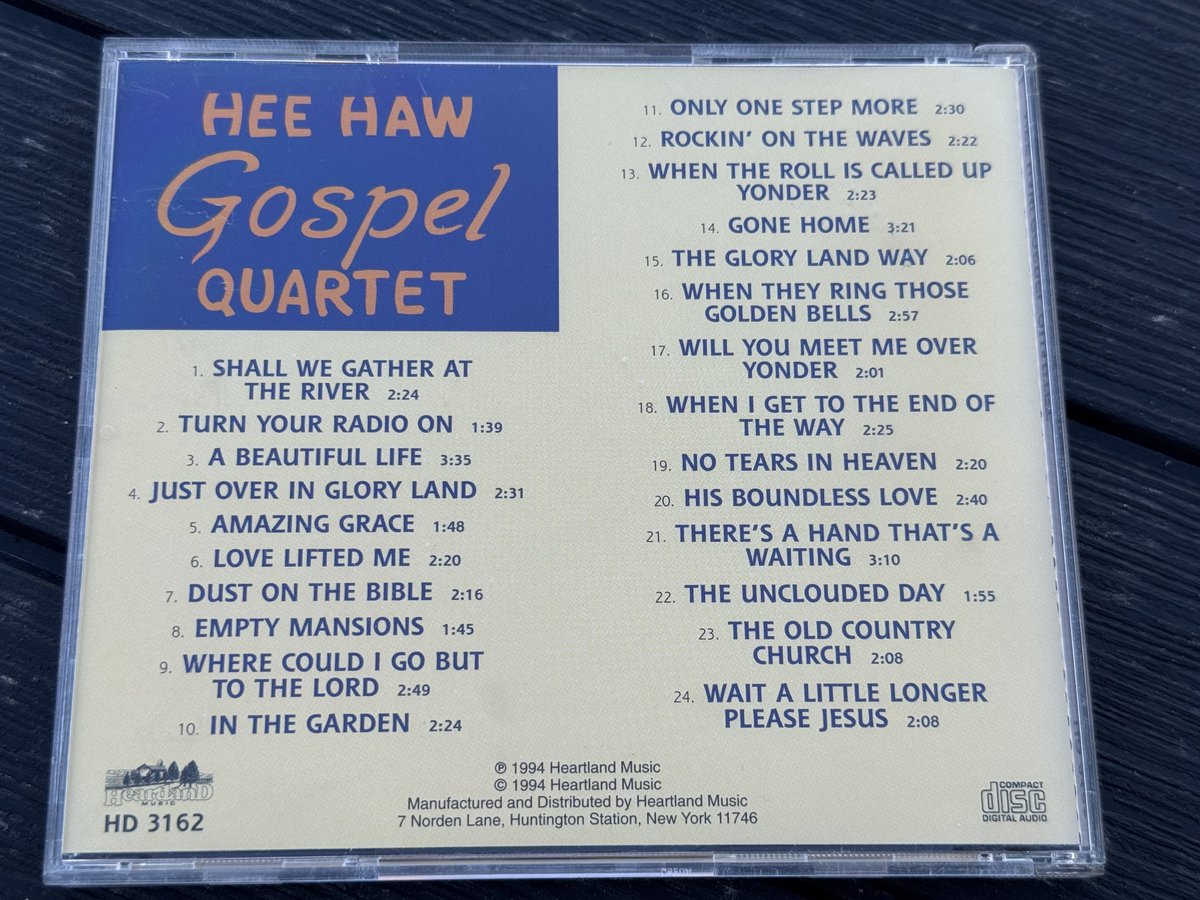 HEE HAW
Gospel
QUARTET
1. SHALL WE GATHER AT
THE RIVER 2:24
2. TURN YOUR RADIO ON 1:39
3. A BEAUTIFUL LIFE 3:35
4. JUST OVER IN GLORY LAND 2:31
5. AMAZING GRACE 1:48
6. LOVE LIFTED ME 2:20
7. DUST ON THE BIBLE 2:16
8. EMPTY MANSIONS 1:45
9. WHERE COULD I GO BUT
TO THE LORD 2:49
10. IN THE GARDEN 2:24
11. ONLY ONE STEP MORE 2:30
12. ROCKIN' ON THE WAVES 2:22
13. WHEN THE ROLL IS CALLED UP
YONDER 2:23
14. GONE HOME 3:21
15. THE GLORY LAND WAY 2:06
16. WHEN THEY RING THOSE
GOLDEN BELLS 2:57
17. WILL YOU MEET ME OVER
YONDER 2:01
18. WHEN I GET TO THE END OF
THE WAY 2:25
19. NO TEARS IN HEAVEN 2:20
20. HIS BOUNDLESS LOVE 2:40
21. THERE'S A HAND THAT'S A
WAITING 3:10
22. THE UNCLOUDED DAY 1:55
23. THE OLD COUNTRY
CHURCH 2:08
24. WAIT A LITTLE LONGER
PLEASE JESUS 2:08
HeartlanD
MUSIC
HD 3162
℗ 1994 Heartland Music
© 1994 Heartland Music
Manufactured and Distributed by Heartland Music
7 Norden Lane, Huntington Station, New York 11746
COMPACT
disc
DIGITAL AUDIO